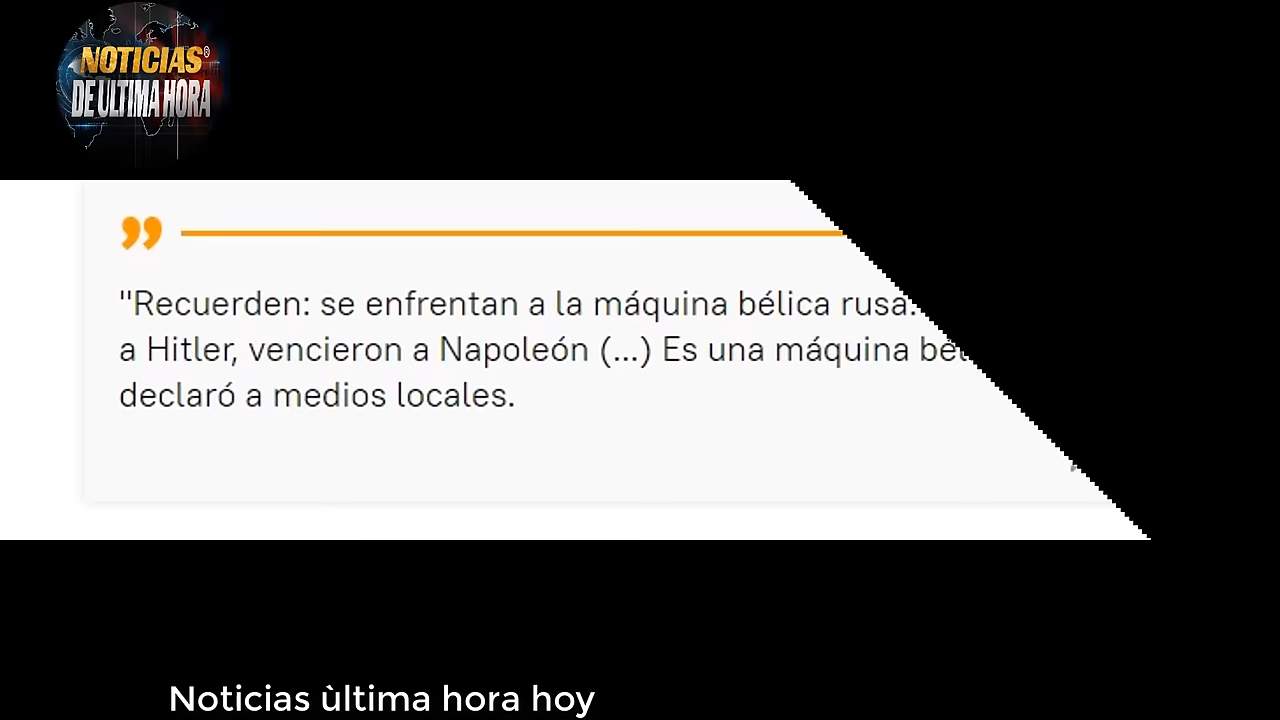 NOTICIAS®
DE ULTIMA HORA
"Recuerden: se enfrentan a la máquina bélica rusa.
a Hitler, vencieron a Napoleón (...) Es una máquina
declaró a medios locales.
Noticias ùltima hora hoy